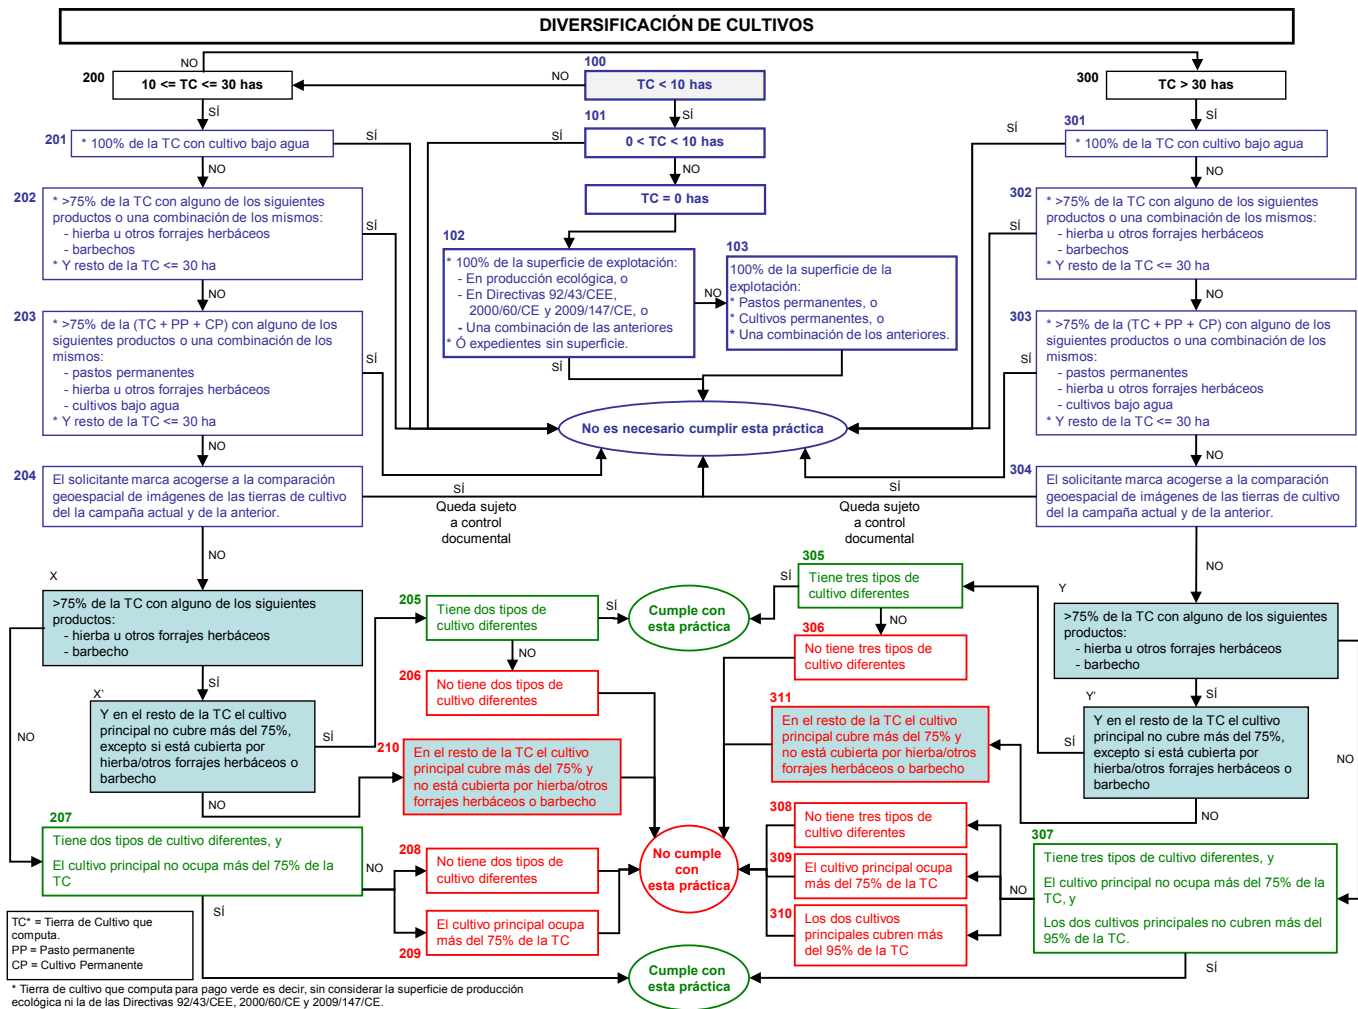 DIVERSIFICACIÓN DE CULTIVOS
NO
200
10 <= TC <= 30 has
NO
100
TC < 10 has
300
TC > 30 has
SÍ
SÍ
SÍ
201
* 100% de la TC con cultivo bajo agua
SÍ
SÍ
101
0 < TC < 10 has
SÍ
301
* 100% de la TC con cultivo bajo agua
NO
NO
NO
TC = 0 has
202
* >75% de la TC con alguno de los siguientes
productos o una combinación de los mismos:
- hierba u otros forrajes herbáceos
- barbechos
* Y resto de la TC <= 30 ha
SÍ
302
* >75% de la TC con alguno de los siguientes
productos o una combinación de los mismos:
- hierba u otros forrajes herbáceos
- barbechos
* Y resto de la TC <= 30 ha
SÍ
102
* 100% de la superficie de explotación:
- En producción ecológica, o
- En Directivas 92/43/CEE,
2000/60/CE y 2009/147/CE, o
- Una combinación de las anteriores
* Ó expedientes sin superficie.
NO
103
100% de la superficie de la
explotación:
* Pastos permanentes, o
* Cultivos permanentes, o
* Una combinación de los anteriores.
NO
NO
203
* >75% de la (TC + PP + CP) con alguno de los
siguientes productos o una combinación de los
mismos:
- pastos permanentes
- hierba u otros forrajes herbáceos
- cultivos bajo agua
* Y resto de la TC <= 30 ha
SÍ
SÍ
SÍ
SÍ
303
* >75% de la (TC + PP + CP) con alguno de los
siguientes productos o una combinación de los
mismos:
- pastos permanentes
- hierba u otros forrajes herbáceos
- cultivos bajo agua
* Y resto de la TC <= 30 ha
No es necesario cumplir esta práctica
NO
NO
204
El solicitante marca acogerse a la comparación
geoespacial de imágenes de las tierras de cultivo
del la campaña actual y de la anterior.
SÍ
Queda sujeto
a control
documental
SÍ
Queda sujeto
a control
documental
304
El solicitante marca acogerse a la comparación
geoespacial de imágenes de las tierras de cultivo
del la campaña actual y de la anterior.
NO
NO
X
>75% de la TC con alguno de los siguientes
productos:
- hierba u otros forrajes herbáceos
- barbecho
205
Tiene dos tipos de
cultivo diferentes
SÍ
Cumple con
esta práctica
SÍ
305
Tiene tres tipos de
cultivo diferentes
SÍ
Y
>75% de la TC con alguno de los siguientes
productos:
- hierba u otros forrajes herbáceos
- barbecho
NO
NO
206
No tiene dos tipos de
cultivo diferentes
306
No tiene tres tipos de
cultivo diferentes
SÍ
SÍ
X'
Y en el resto de la TC el cultivo
principal no cubre más del 75%,
excepto si está cubierta por
hierba/otros forrajes herbáceos o
barbecho
SÍ
NO
210
En el resto de la TC el cultivo
principal cubre más del 75% y
no está cubierta por hierba/otros
forrajes herbáceos o barbecho
311
En el resto de la TC el cultivo
principal cubre más del 75% y
no está cubierta por hierba/otros
forrajes herbáceos o barbecho
Y'
Y en el resto de la TC el cultivo
principal no cubre más del 75%,
excepto si está cubierta por
hierba/otros forrajes herbáceos o
barbecho
SÍ
NO
NO
NO
207
Tiene dos tipos de cultivo diferentes, y
El cultivo principal no ocupa más del 75% de la
TC
NO
208
No tiene dos tipos de
cultivo diferentes
El cultivo principal ocupa
más del 75% de la TC
209
No cumple
con
esta práctica
308
No tiene tres tipos de
cultivo diferentes
309
El cultivo principal ocupa
más del 75% de la TC
310
Los dos cultivos
principales cubren más
del 95% de la TC
NO
307
Tiene tres tipos de cultivo diferentes, y
El cultivo principal no ocupa más del 75% de la
TC, y
Los dos cultivos principales no cubren más del
95% de la TC.
SÍ
SÍ
TC* = Tierra de Cultivo que
computa.
PP = Pasto permanente
CP = Cultivo Permanente
Cumple con
esta práctica
* Tierra de cultivo que computa para pago verde es decir, sin considerar la superficie de producción
ecológica ni la de las Directivas 92/43/CEE, 2000/60/CE y 2009/147/CE.